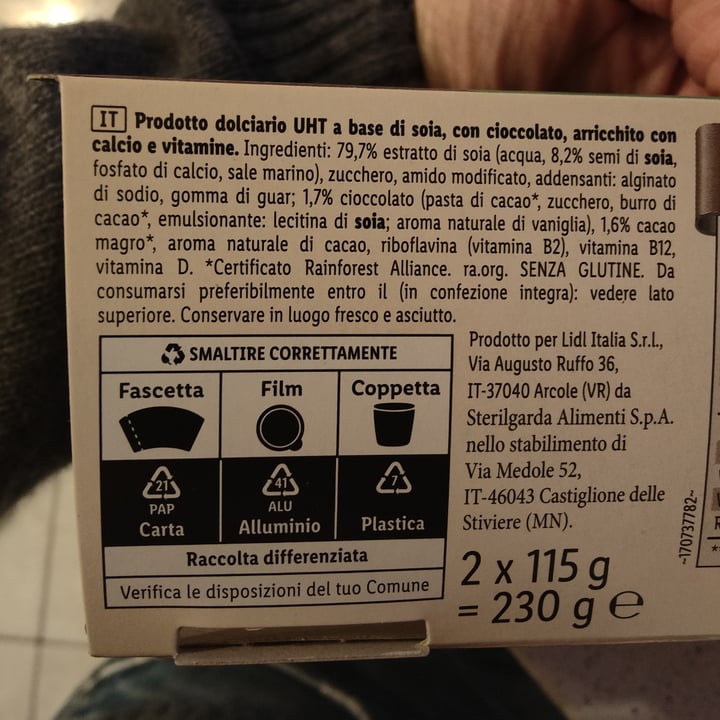 IT Prodotto dolciario UHT a base di soia, con cioccolato, arricchito con
calcio e vitamine. Ingredienti: 79,7% estratto di soia (acqua, 8,2% semi di soia,
fosfato di calcio, sale marino), zucchero, amido modificato, addensanti: alginato
di sodio, gomma di guar; 1,7% cioccolato (pasta di cacao*, zucchero, burro di
cacao*, emulsionante: lecitina di soia; aroma naturale di vaniglia), 1,6% cacao
magro*, aroma naturale di cacao, riboflavina (vitamina B2), vitamina B12,
vitamina D. *Certificato Rainforest Alliance. ra.org. SENZA GLUTINE. Da
consumarsi preferibilmente entro il (in confezione integra): vedere lato
superiore. Conservare in luogo fresco e asciutto.
SMALTIRE CORRETTAMENTE
Fascetta Film Coppetta
21 41 7
PAP ALU
Carta Alluminio Plastica
Raccolta differenziata
Verifica le disposizioni del tuo Comune
Prodotto per Lidl Italia S.r.l.,
Via Augusto Ruffo 36,
IT-37040 Arcole (VR) da
Sterilgarda Alimenti S.p.A.
nello stabilimento di
Via Medole 52,
IT-46043 Castiglione delle
Stiviere (MN).
2 x 115 g
= 230 g ℮
~170737782~